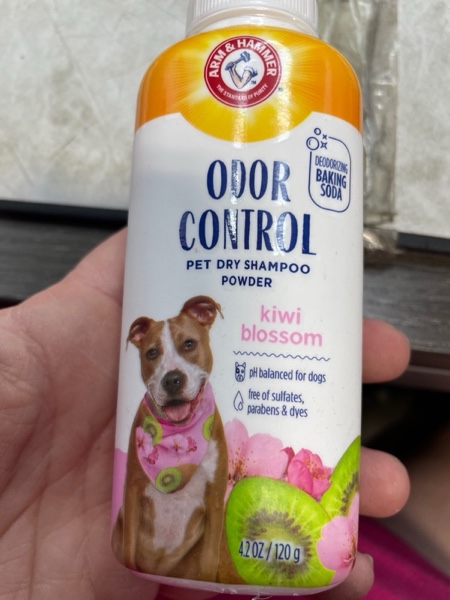 ARM & HAMMER
THE STANDARD OF PURITY
DEODORIZING
BAKING
SODA
ODOR
CONTROL
PET DRY SHAMPOO
POWDER
kiwi
blossom
pH balanced for dogs
free of sulfates,
parabens & dyes
4.2 OZ / 120 g